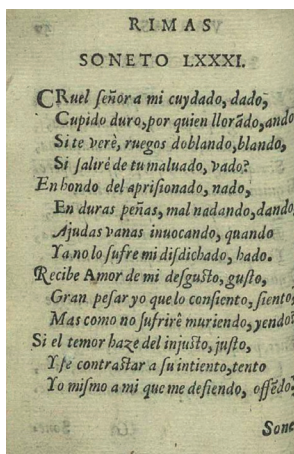 RIMAS
SONETO LXXXI.
CRuel ſeñor a mi cuydado, dado,
Cupido duro, por quien llorādo, ando
Si te verè, ruegos doblando, blando,
Si ſaliré de tu maluado, vado?
En hondo del apriſionado, nado,
En duras peñas, mal nadando, dando
Ajudas vanas inuocando, quando
Ya no lo ſufre mi diſdichado, hado.
Recibe Amor de mi deſguſto, guſto,
Gran peſar yo que lo conſiento, ſiento,
Mas como no ſufrirê muriendo, yendo?
Si el temor haze del injuſto, juſto,
Y ſe contraſtar a ſu intiento, tento
Yo miſmo a mi que me defiendo, offēdo.
Sone